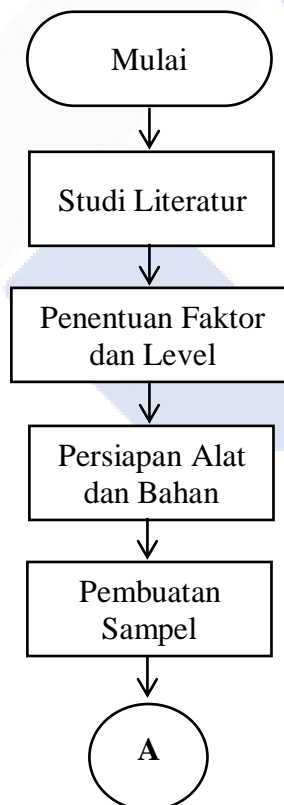 Mulai
Studi Literatur
Penentuan Faktor
dan Level
Persiapan Alat
dan Bahan
Pembuatan
Sampel
A